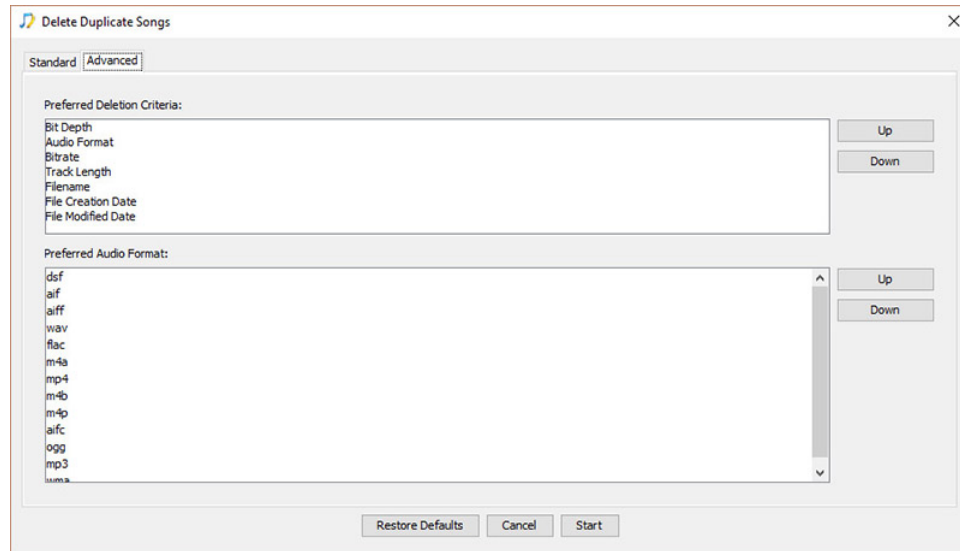 Delete Duplicate Songs
Standard Advanced
Preferred Deletion Criteria:
Bit Depth
Audio Format
Bitrate
Track Length
Filename
File Creation Date
File Modified Date
Up
Down
Preferred Audio Format:
dsf
aif
aiff
wav
flac
m4a
mp4
m4b
m4p
aifc
ogg
mp3
wma
Up
Down
Restore Defaults Cancel Start